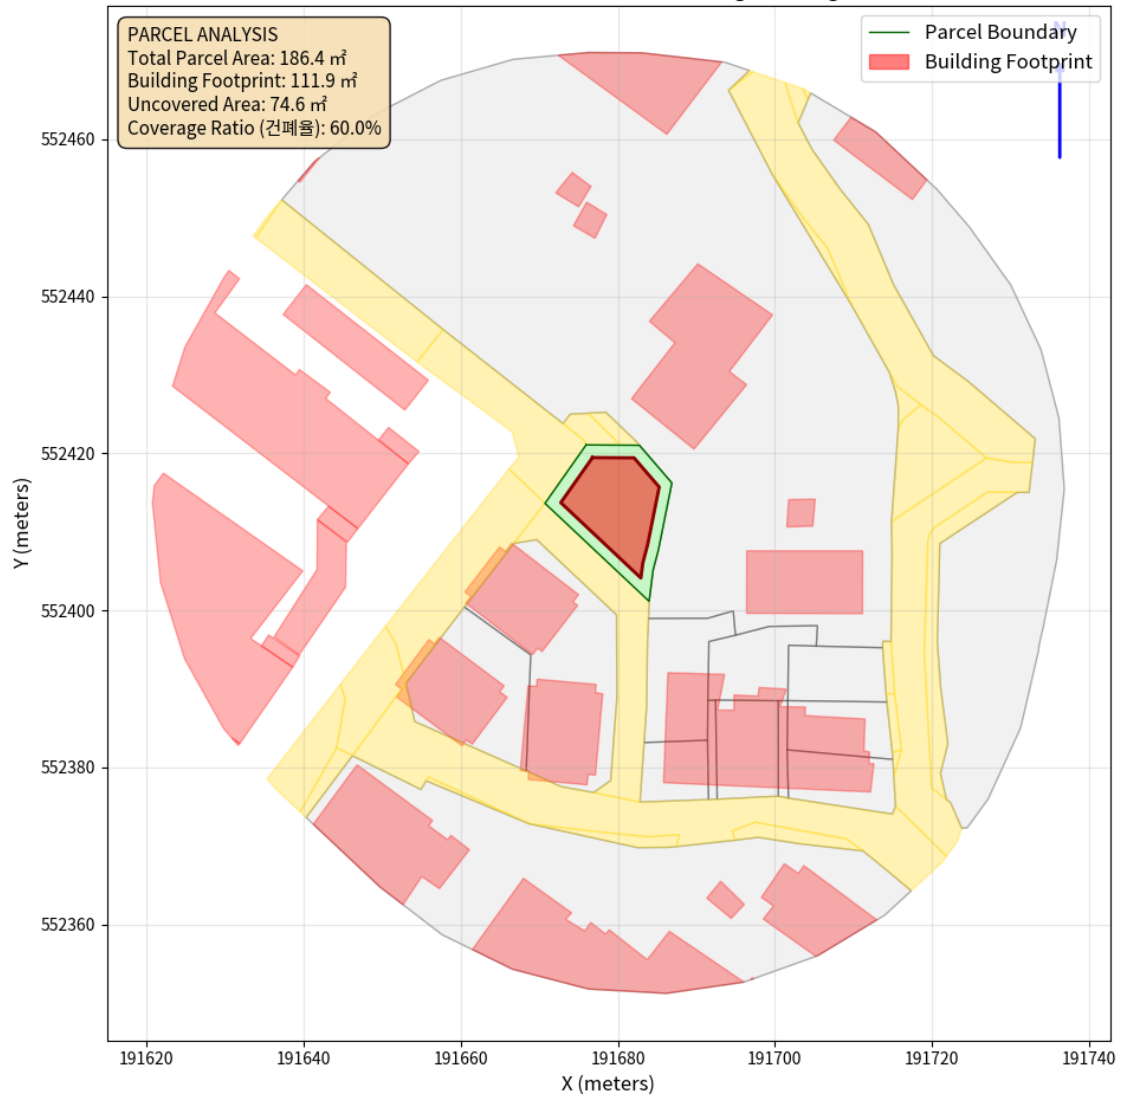 PARCEL ANALYSIS
Total Parcel Area: 186.4 ㎡
Building Footprint: 111.9 ㎡
Uncovered Area: 74.6 ㎡
Coverage Ratio (건폐율): 60.0%
Parcel Boundary
Building Footprint
N
552460
552440
552420
552400
552380
552360
Y (meters)
191620
191640
191660
191680
191700
191720
191740
X (meters)